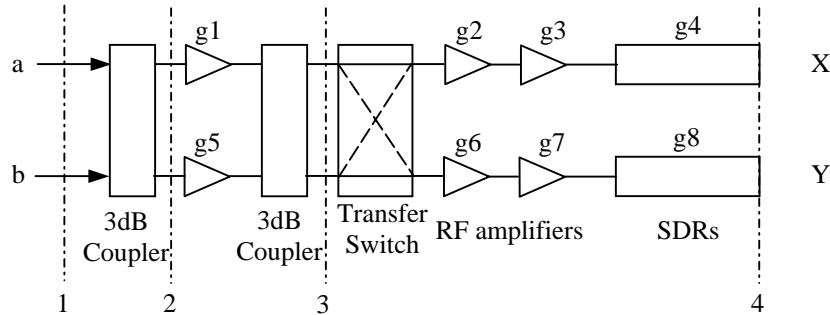 g1
g2
g3
g4
a
X
g5
g6
g7
g8
b
Y
3dB
Coupler
3dB
Coupler
Transfer
Switch
RF amplifiers
SDRs
1
2
3
4